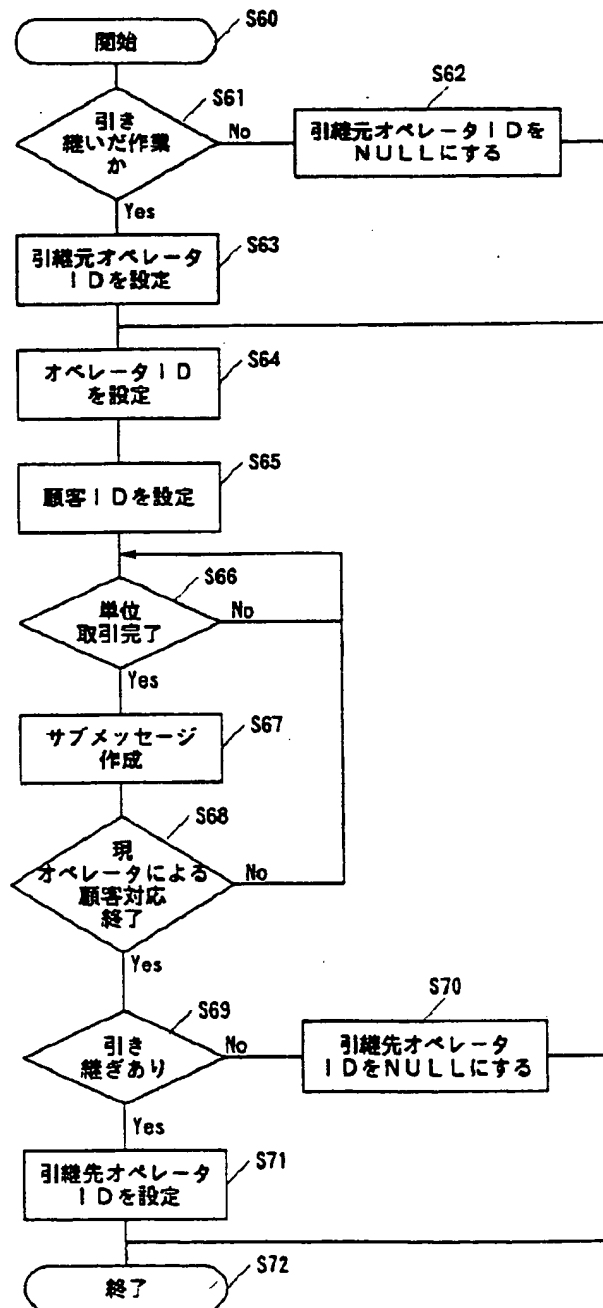 S60
開始
S61
引き
継いだ作業
か
No
S62
引継元オペレータIDを
NULLにする
Yes
S63
引継元オペレータ
IDを設定
S64
オペレータID
を設定
S65
顧客IDを設定
S66
単位
取引完了
No
Yes
S67
サブメッセージ
作成
S68
現
オペレータによる
顧客対応
終了
No
Yes
S69
引き
継ぎあり
No
S70
引継先オペレータ
IDをNULLにする
Yes
S71
引継先オペレータ
IDを設定
S72
終了